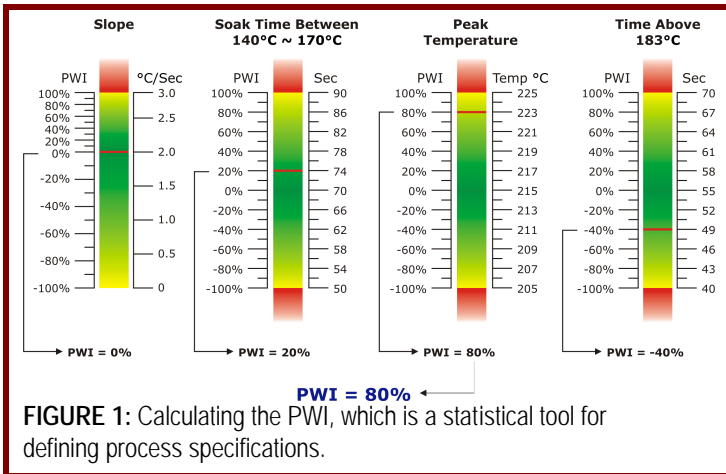 Slope
Soak Time Between
140°C ~ 170°C
Peak
Temperature
Time Above
183°C
PWI °C/Sec
100% 3.0
80%
60% 2.5
40%
20%
0% 2.0
-20%
-40% 1.5
-60% 1.0
-80% 0.5
-100% 0
PWI = 0%
PWI Sec
100% 90
80% 86
60% 82
40% 78
20% 74
0% 70
-20% 66
-40% 62
-60% 58
-80% 54
-100% 50
PWI = 20%
PWI Temp °C
100% 225
80% 223
60% 221
40% 219
20% 217
0% 215
-20% 213
-40% 211
-60% 209
-80% 207
-100% 205
PWI = 80%
PWI Sec
100% 70
80% 67
60% 64
40% 61
20% 58
0% 55
-20% 52
-40% 49
-60% 46
-80% 43
-100% 40
PWI = -40%
PWI = 80%
FIGURE 1: Calculating the PWI, which is a statistical tool for
defining process specifications.